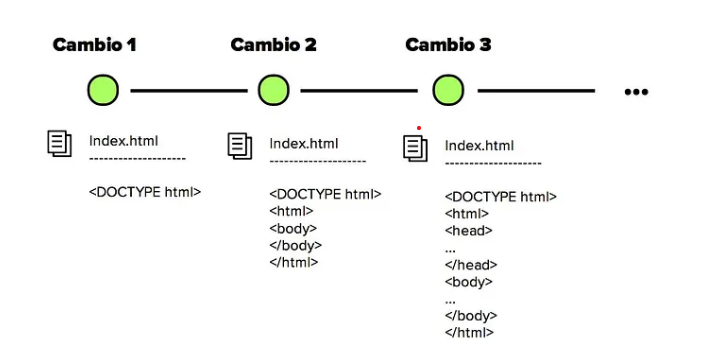 Cambio 1
Cambio 2
Cambio 3
...
Index.html
--------------------
<DOCTYPE html>
Index.html
--------------------
<DOCTYPE html>
<html>
<body>
</body>
</html>
Index.html
--------------------
<DOCTYPE html>
<html>
<head>
...
</head>
<body>
...
</body>
</html>